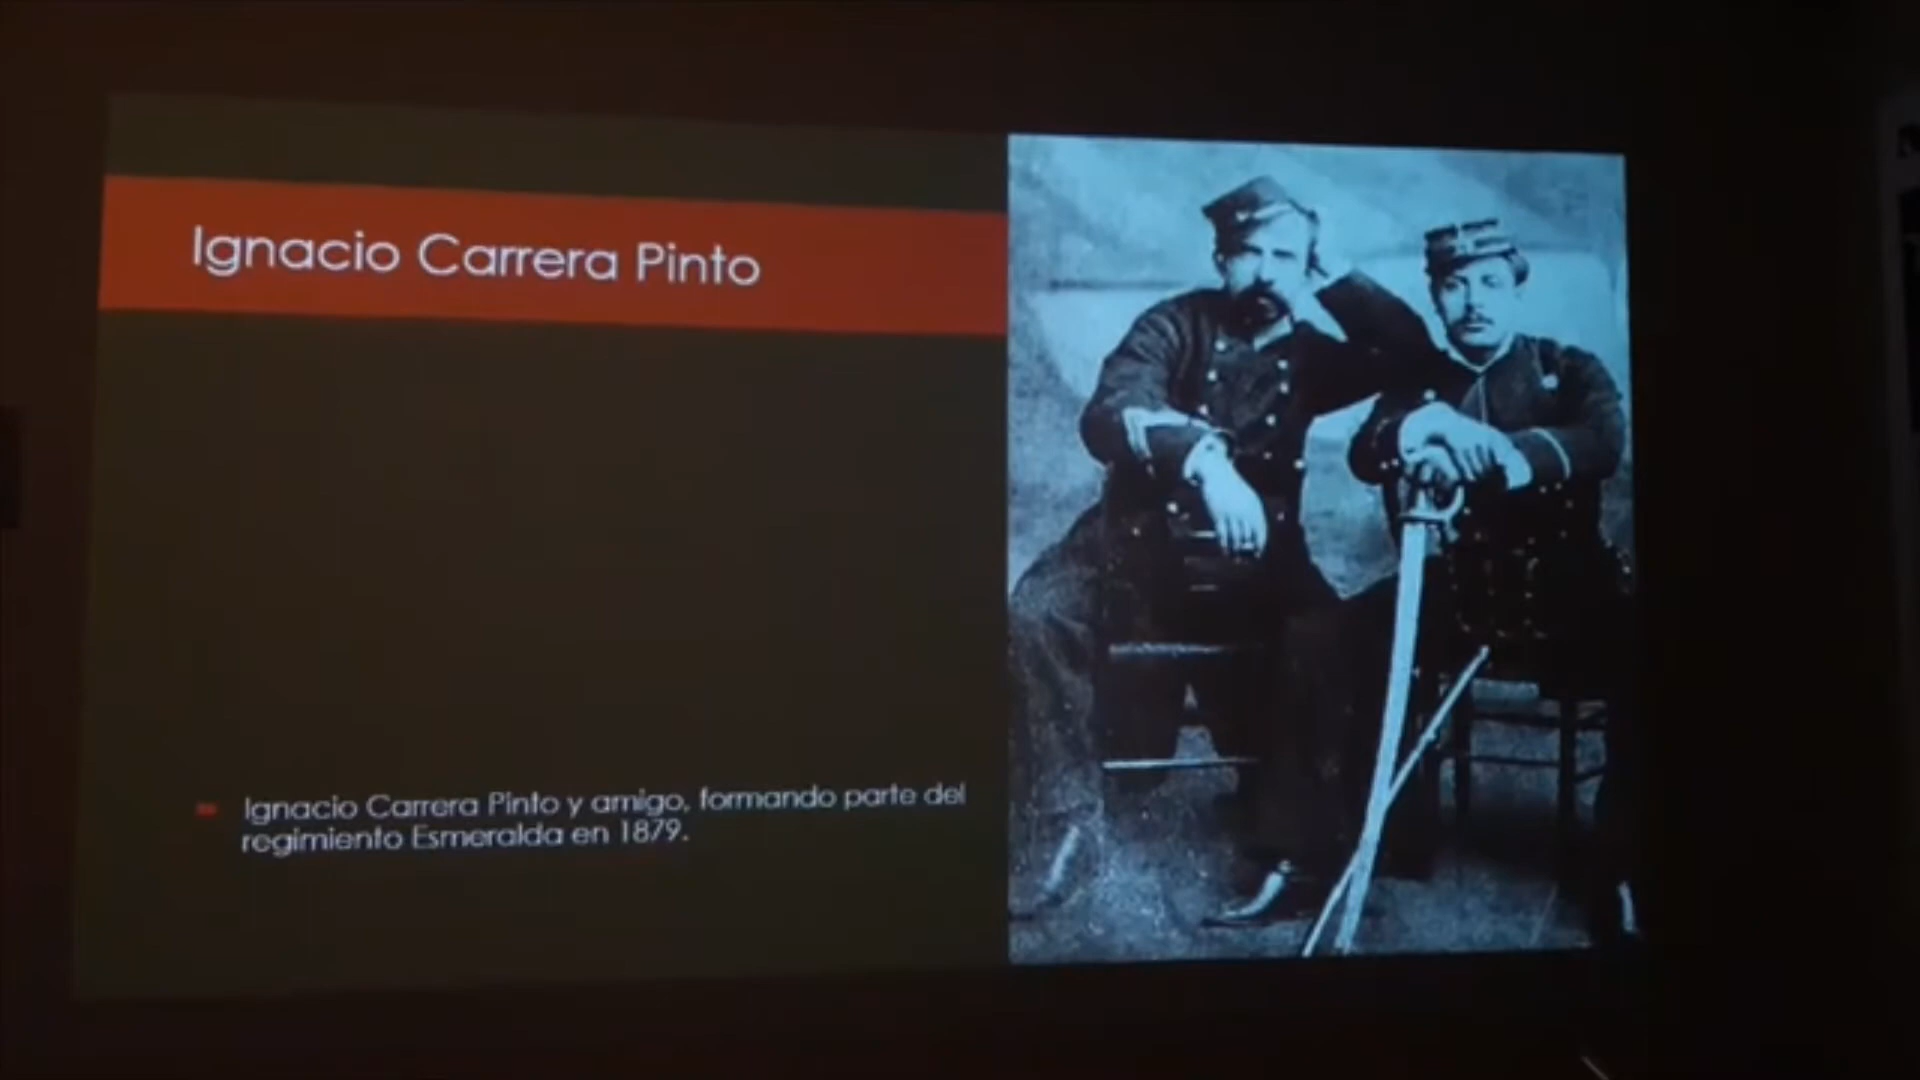 Ignacio Carrera Pinto
Ignacio Carrera Pinto y amigo, formando parte del
regimiento Esmeralda en 1879.